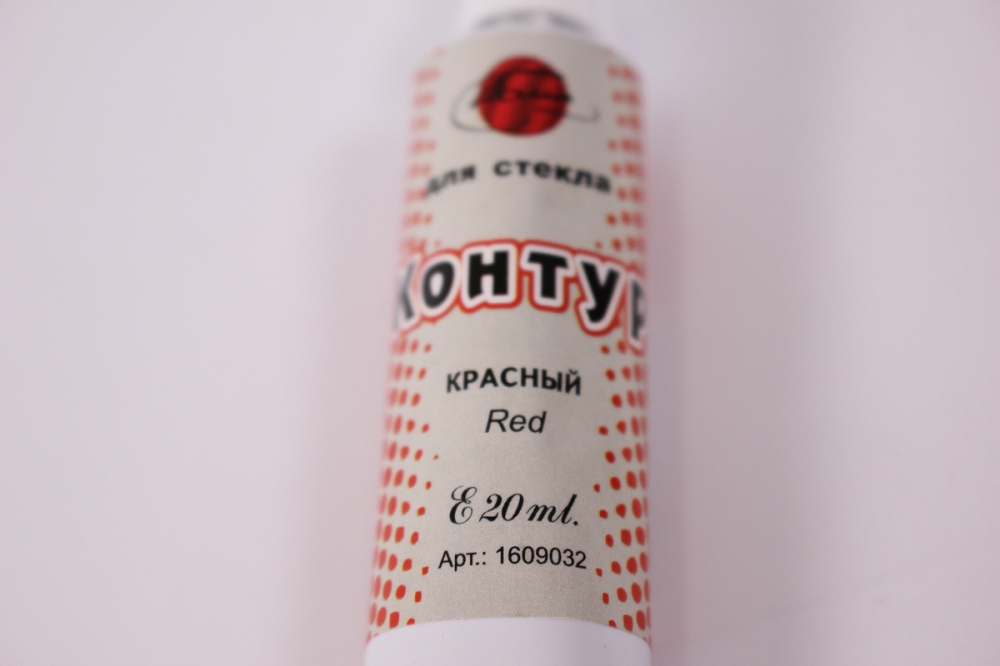 для стекла
КОНТУР
КРАСНЫЙ
Red
E 20 ml.
Арт.: 1609032